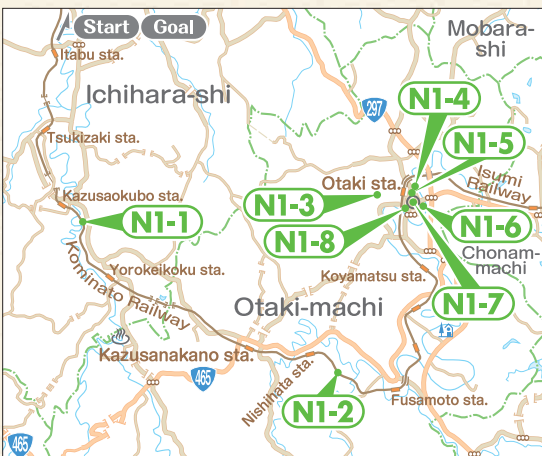 Start
Goal
Mobara-
shi
Itabu sta.
Ichihara-shi
N1-4
297
Tsukizaki sta.
N1-5
Isumi
Railway
Otaki sta.
Kazusaokubo sta.
N1-3
N1-1
N1-6
N1-8
Chonam-
machi
Yorokeikoku sta.
Koyamatsu sta.
Kominato Railway
N1-7
Otaki-machi
Kazusanakano sta.
465
Nishihata sta.
N1-2
Fusamoto sta.
465